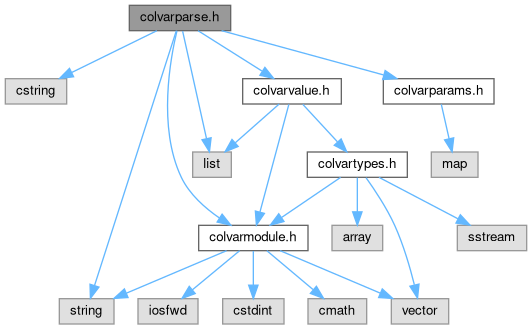 colvarparse.h
cstring
colvarvalue.h
colvarparams.h
list
colvartypes.h
map
colvarmodule.h
array
sstream
string
iosfwd
cstdint
cmath
vector